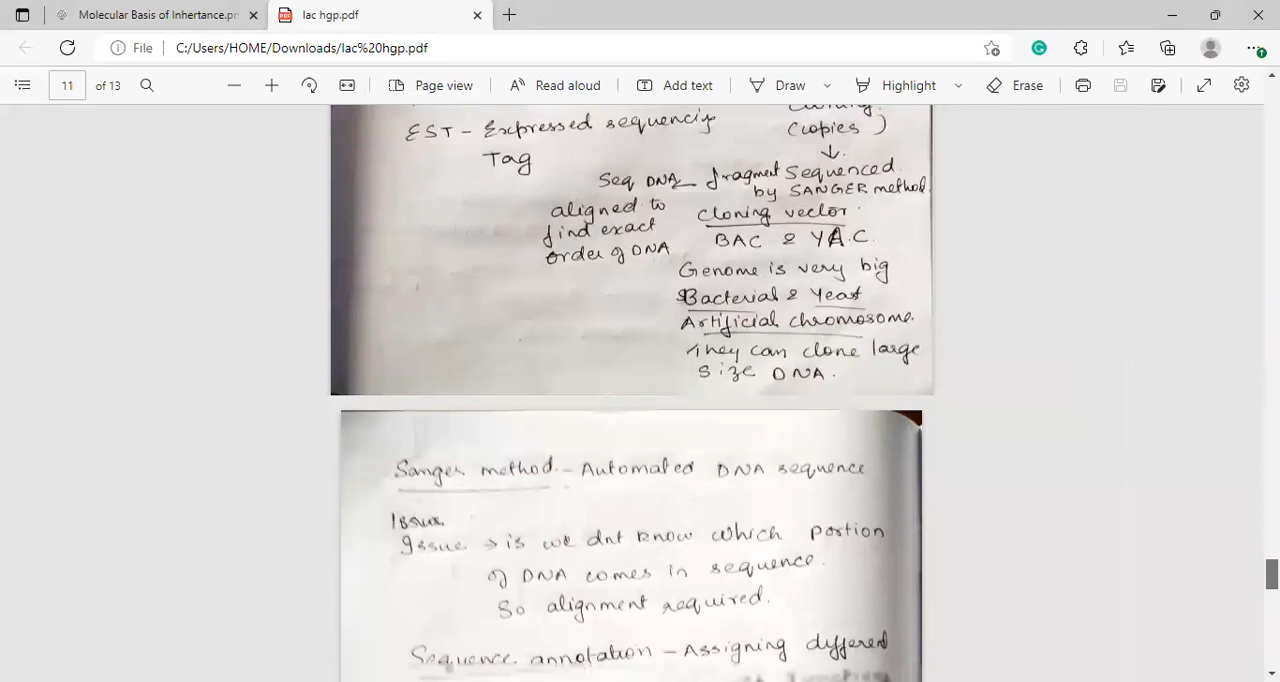 Molecular Basis of Inhertance.pr
lac hgp.pdf
File
C:/Users/HOME/Downloads/lac%20hgp.pdf
11 of 13
Page view
Read aloud
Add text
Draw
Highlight
Erase
EST - Expressed
Tag
(copies)
↓
Seq DNA fragment Sequenced
by SANGER method
aligned to
find exact
order of DNA
Cloning vector
BAC & YAC
Genome is very big
Bacterial & Yeast
Artificial chromosome.
They can clone large
size DNA.
Sanger method - Automated DNA sequence
Issue
Issue → is we dnt know which portion
of DNA comes in sequence.
So alignment required.
Sequence annotation - Assigning different